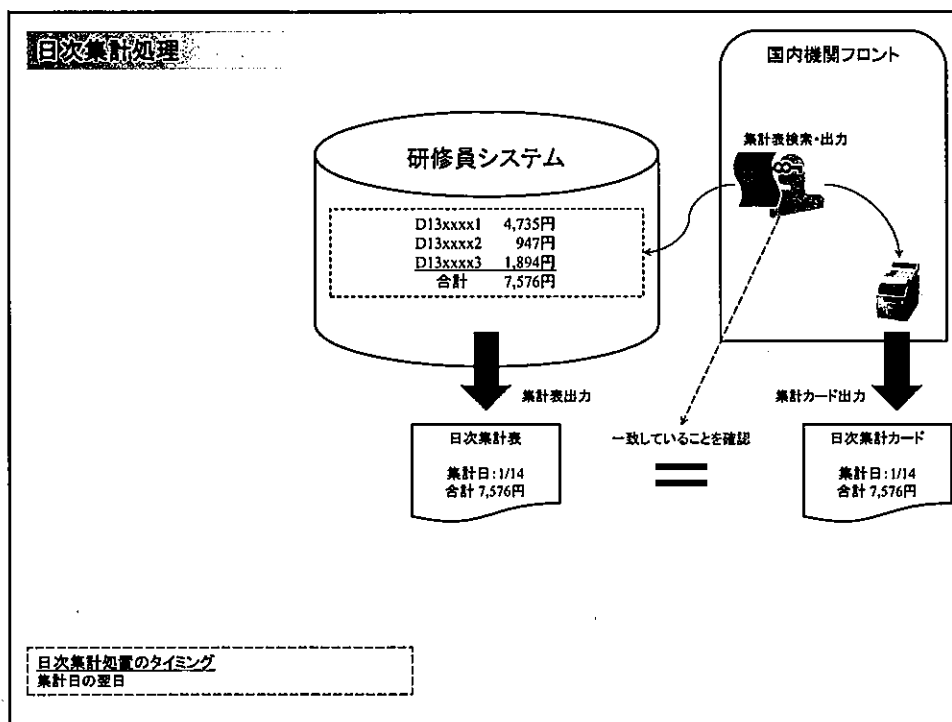 日次集計処理
国内機関フロント
集計表検索・出力
研修員システム
D13xxxx1 4,735円
D13xxxx2 947円
D13xxxx3 1,894円
合計 7,576円
集計表出力
集計カード出力
日次集計表
集計日:1/14
合計 7,576円
一致していることを確認
日次集計カード
集計日:1/14
合計 7,576円
日次集計処置のタイミング
集計日の翌日